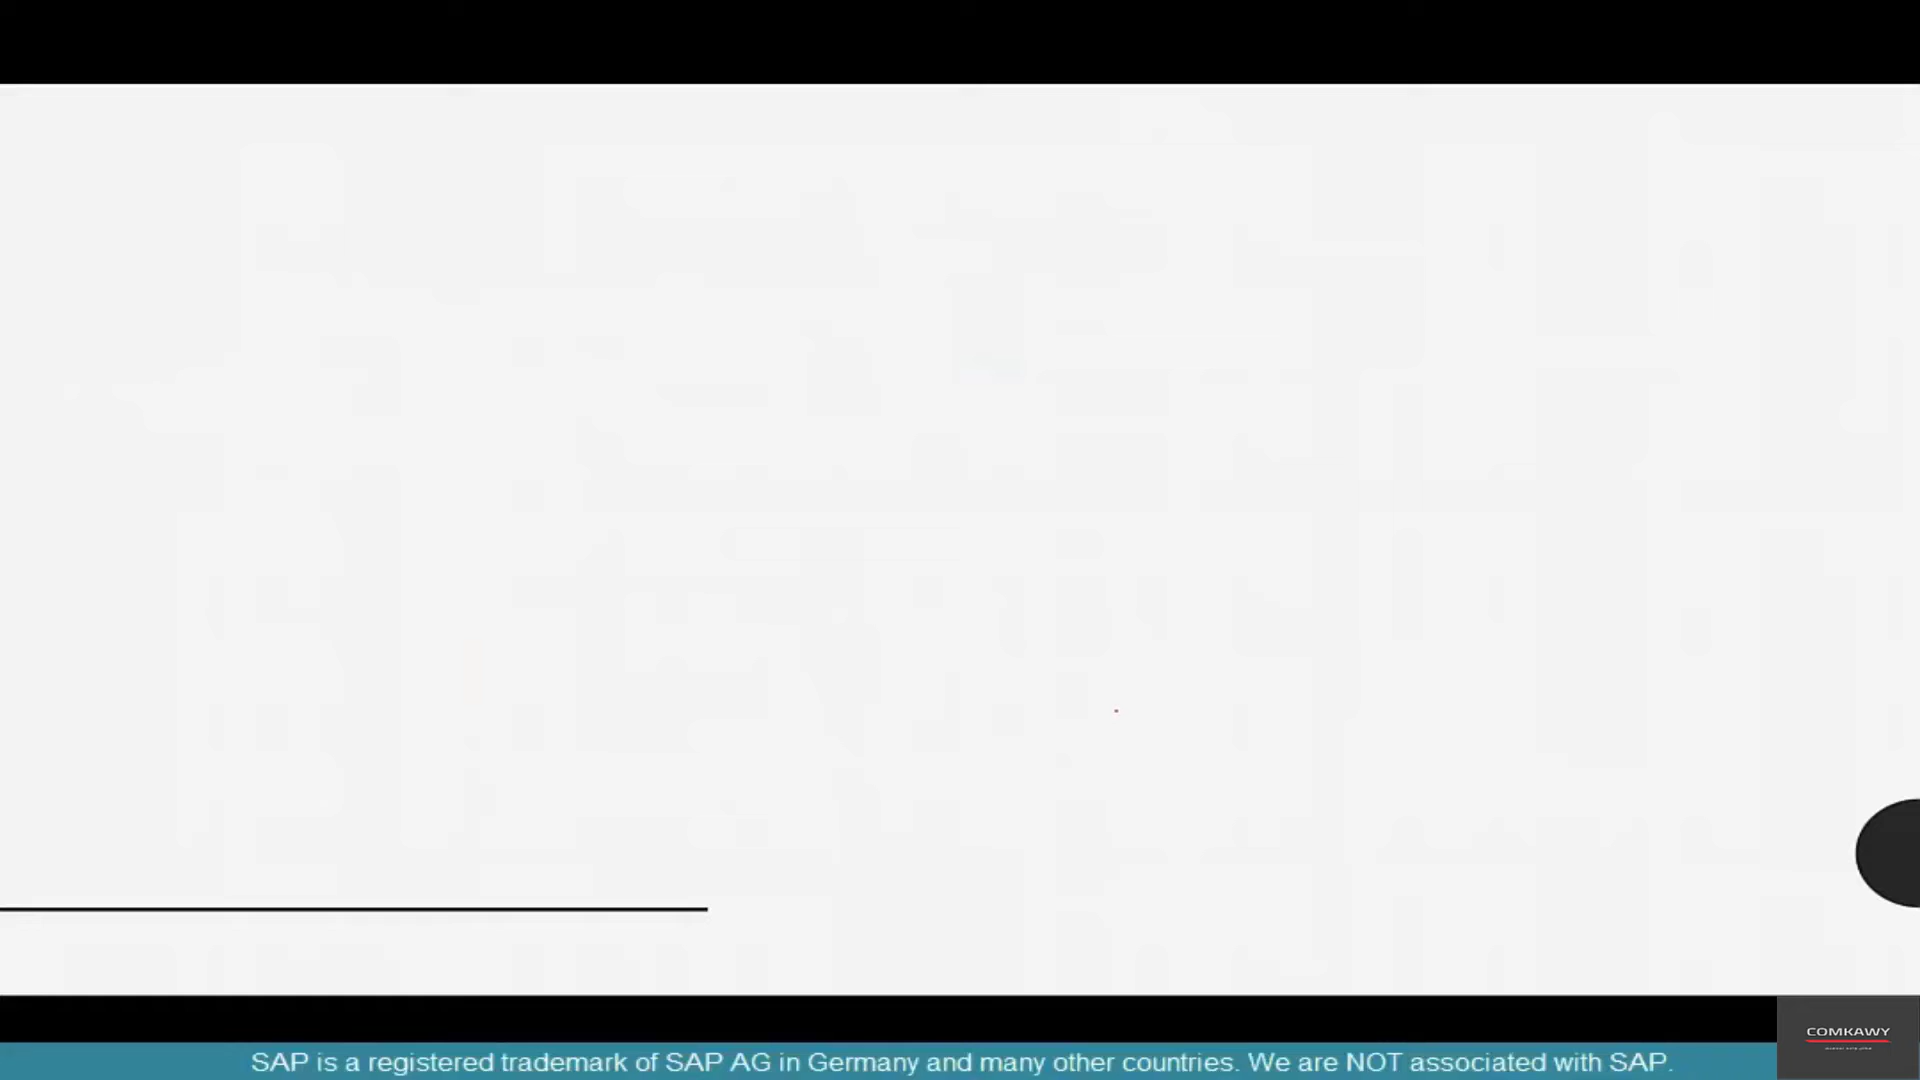 COMKAWY
SAP is a registered trademark of SAP AG in Germany and many other countries. We are NOT associated with SAP.